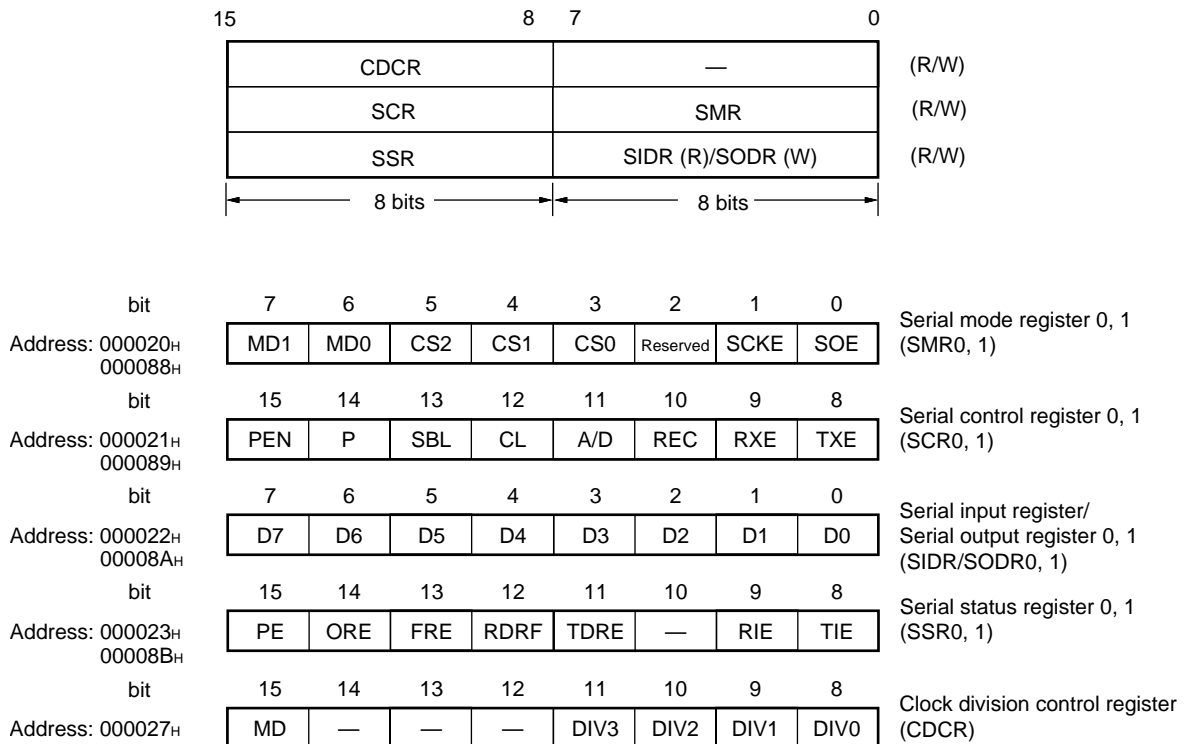 15 8 7 0
CDCR — (R/W)
SCR SMR (R/W)
SSR SIDR (R)/SODR (W) (R/W)
8 bits 8 bits
bit 7 6 5 4 3 2 1 0
Address: 000020H MD1 MD0 CS2 CS1 CS0 Reserved SCKE SOE
000088H
Serial mode register 0, 1
(SMR0, 1)
bit 15 14 13 12 11 10 9 8
Address: 000021H PEN P SBL CL A/D REC RXE TXE
000089H
Serial control register 0, 1
(SCR0, 1)
bit 7 6 5 4 3 2 1 0
Address: 000022H D7 D6 D5 D4 D3 D2 D1 D0
00008AH
Serial input register/
Serial output register 0, 1
(SIDR/SODR0, 1)
bit 15 14 13 12 11 10 9 8
Address: 000023H PE ORE FRE RDRF TDRE — RIE TIE
00008BH
Serial status register 0, 1
(SSR0, 1)
bit 15 14 13 12 11 10 9 8
Address: 000027H MD — — — DIV3 DIV2 DIV1 DIV0
Clock division control register
(CDCR)